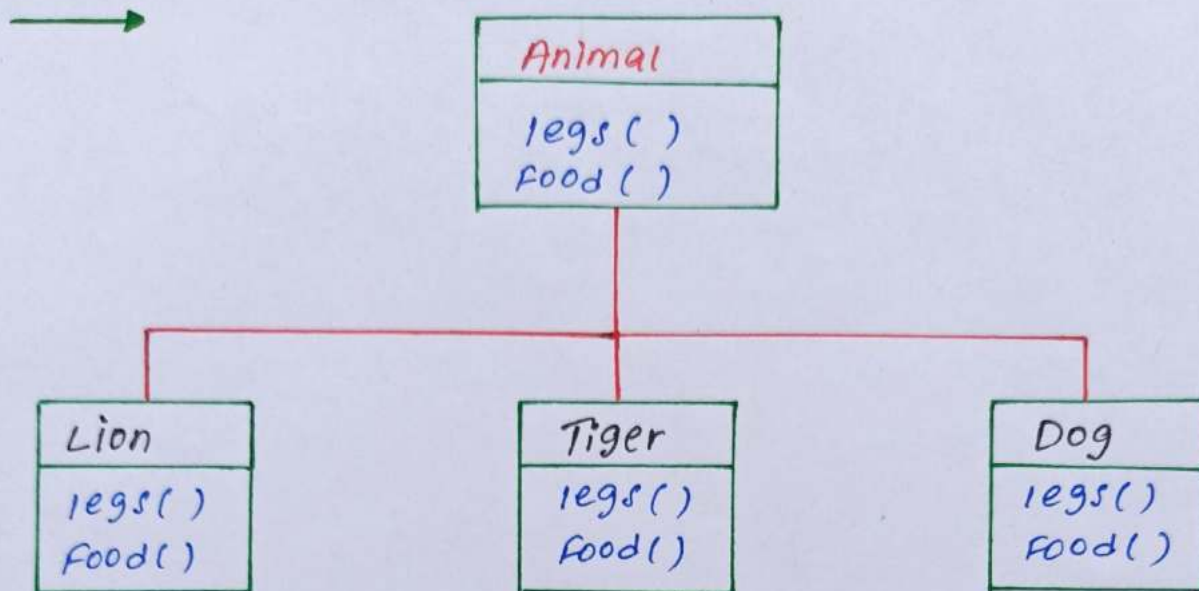 Animal
legs ( )
food ( )
Lion
legs ( )
food ( )
Tiger
legs ( )
food ( )
Dog
legs ( )
food ( )